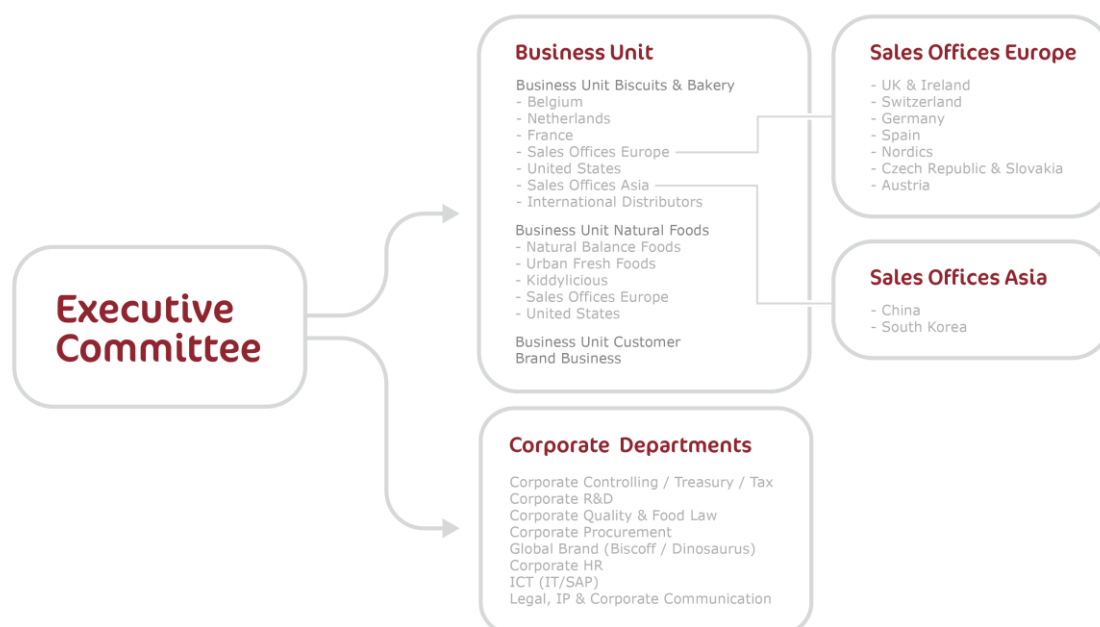 Executive
Committee
Business Unit
Business Unit Biscuits & Bakery
- Belgium
- Netherlands
- France
- Sales Offices Europe
- United States
- Sales Offices Asia
- International Distributors
Business Unit Natural Foods
- Natural Balance Foods
- Urban Fresh Foods
- Kiddylicious
- Sales Offices Europe
- United States
Business Unit Customer
Brand Business
Sales Offices Europe
- UK & Ireland
- Switzerland
- Germany
- Spain
- Nordics
- Czech Republic & Slovakia
- Austria
Sales Offices Asia
- China
- South Korea
Corporate Departments
Corporate Controlling / Treasury / Tax
Corporate R&D
Corporate Quality & Food Law
Corporate Procurement
Global Brand (Biscoff / Dinosaurus)
Corporate HR
ICT (IT/SAP)
Legal, IP & Corporate Communication